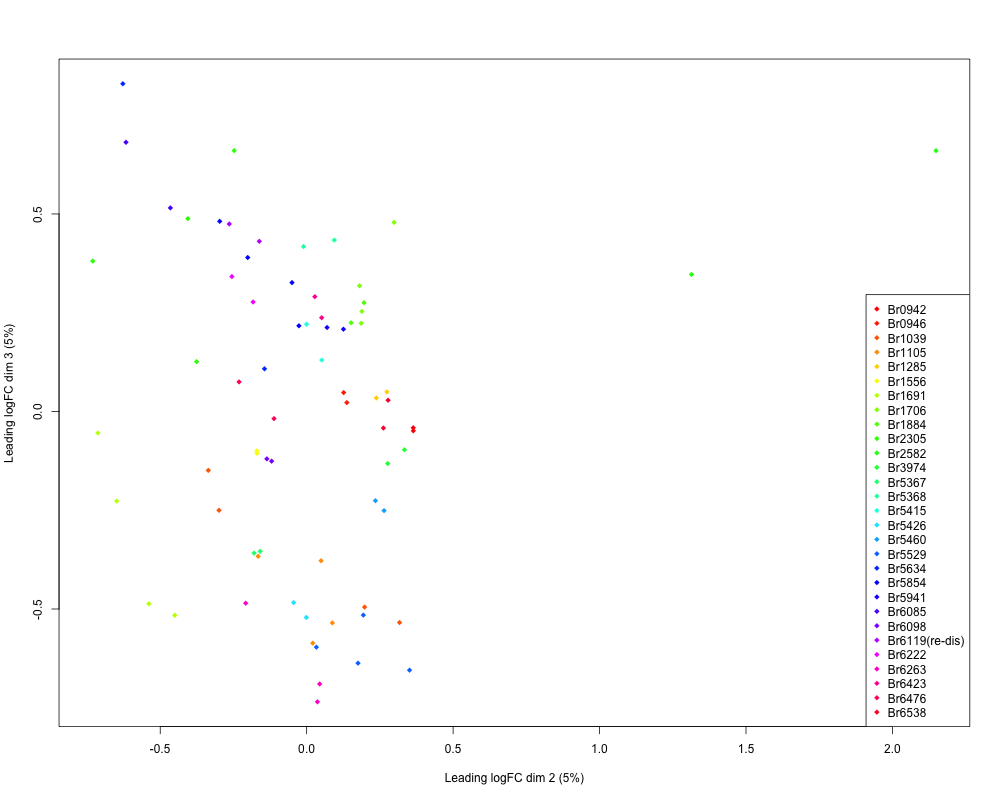 0.5
0.0
-0.5
Leading logFC dim 3 (5%)
Br0942
Br0946
Br1039
Br1105
Br1285
Br1556
Br1691
Br1706
Br1884
Br2305
Br2582
Br3974
Br5367
Br5368
Br5415
Br5426
Br5460
Br5529
Br5634
Br5854
Br5941
Br6085
Br6098
Br6119(re-dis)
Br6222
Br6263
Br6423
Br6476
Br6538
-0.5 0.0 0.5 1.0 1.5 2.0
Leading logFC dim 2 (5%)